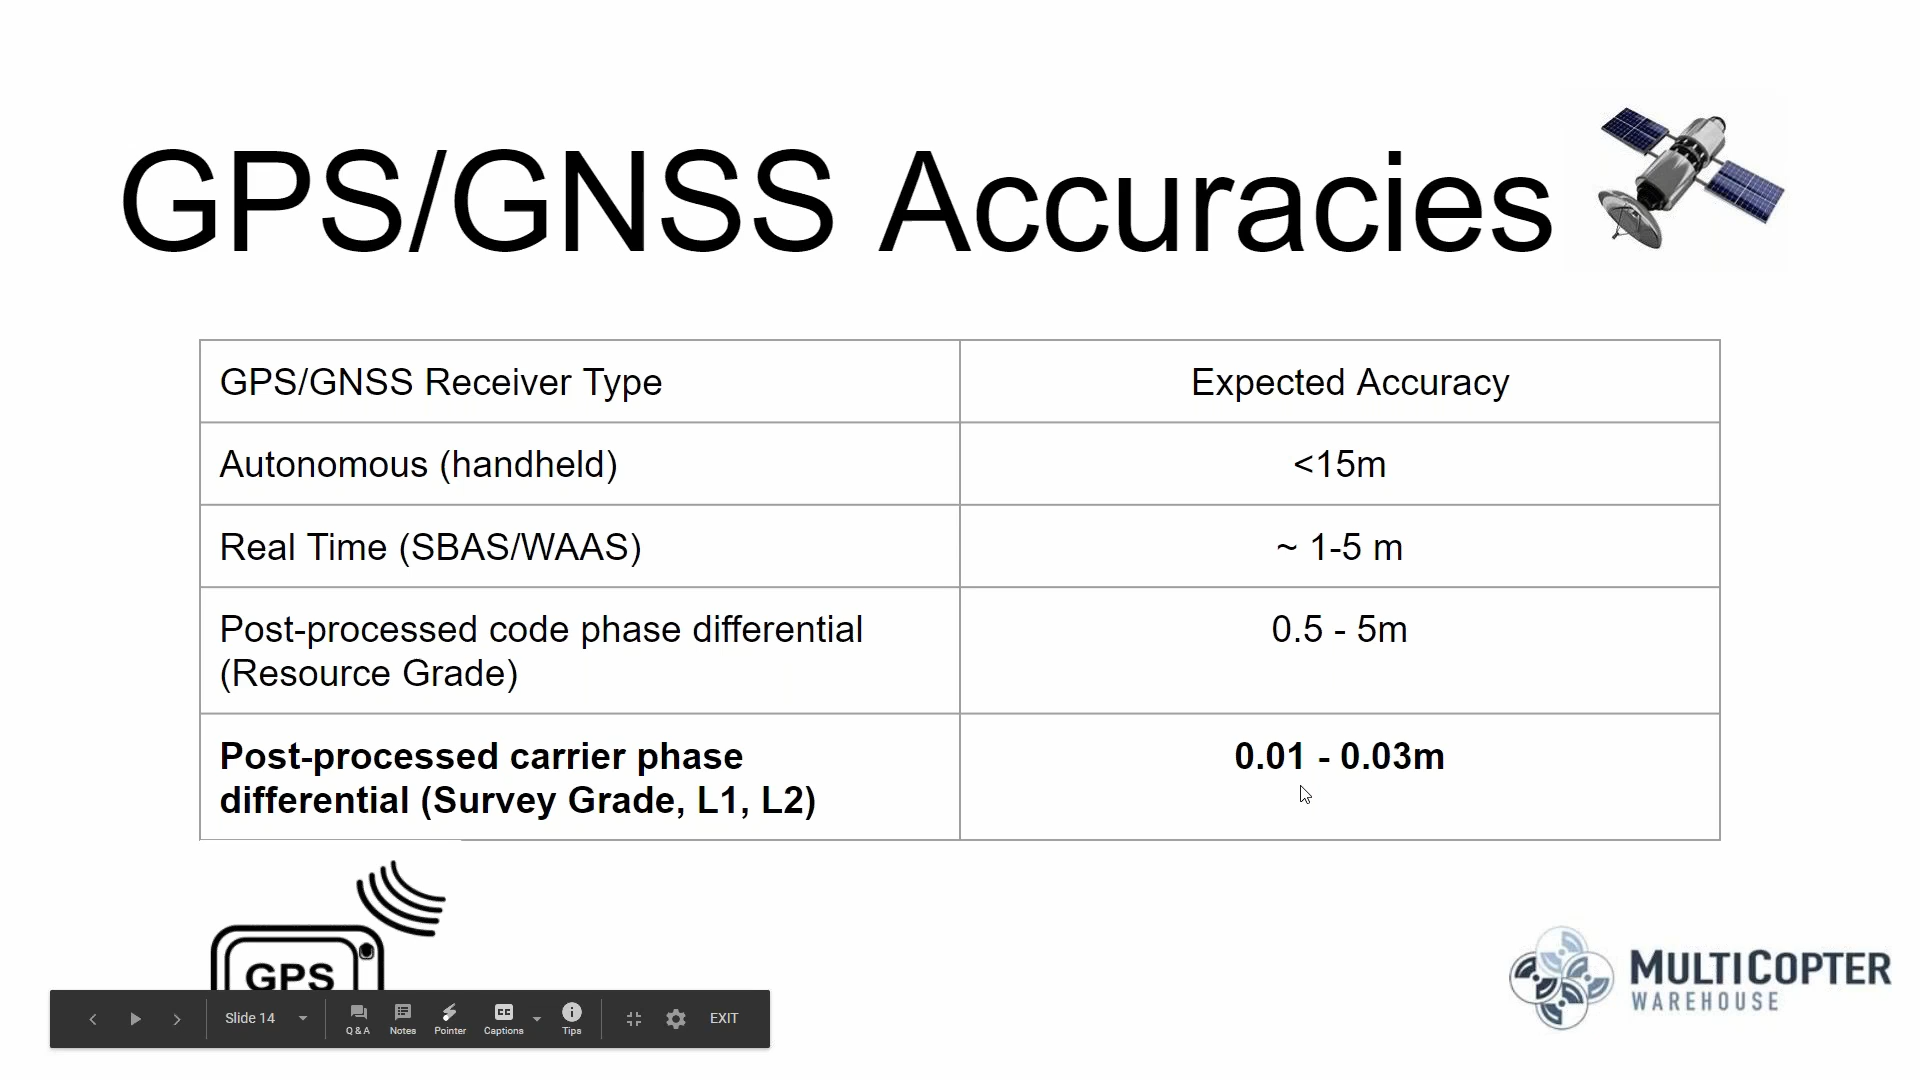 GPS/GNSS Accuracies
GPS/GNSS Receiver Type
Expected Accuracy
Autonomous (handheld)
<15m
Real Time (SBAS/WAAS)
~ 1-5 m
Post-processed code phase differential
(Resource Grade)
0.5 - 5m
Post-processed carrier phase
differential (Survey Grade, L1, L2)
0.01 - 0.03m
GPS
MULTICOPTER
WAREHOUSE
Slide 14
Q & A
Notes
Pointer
CC
Captions
Tips
EXIT